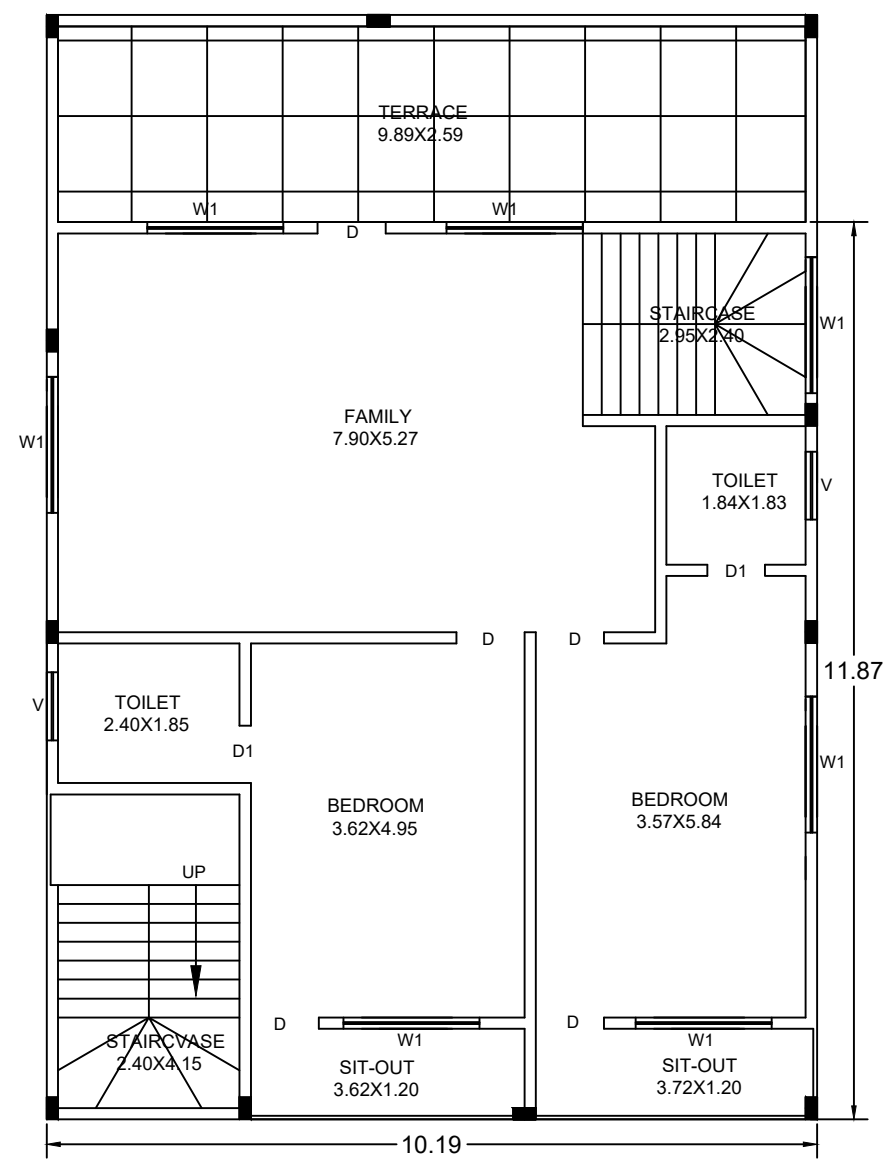 TERRACE
9.89X2.59
W1
W1
D
STAIRCASE
2.95X2.40
W1
FAMILY
7.90X5.27
W1
TOILET
1.84X1.83
V
D1
D
D
11.87
TOILET
2.40X1.85
V
D1
W1
BEDROOM
3.62X4.95
BEDROOM
3.57X5.84
UP
D
D
STAIRCVASE
2.40X4.15
W1
W1
SIT-OUT
3.62X1.20
SIT-OUT
3.72X1.20
10.19